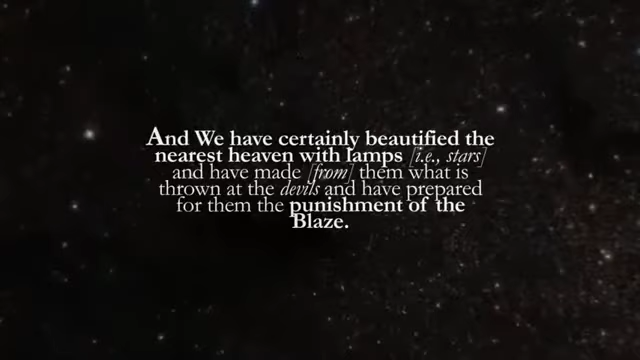 And We have certainly beautified the
nearest heaven with lamps [i.e., stars]
and have made [from] them what is
thrown at the devils and have prepared
for them the punishment of the
Blaze.